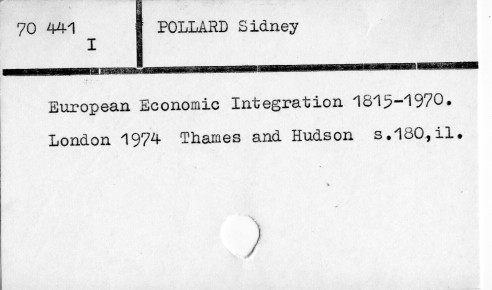 70 441
I
POLLARD Sidney
European Economic Integration 1815-1970.
London 1974 Thames and Hudson s.180,il.